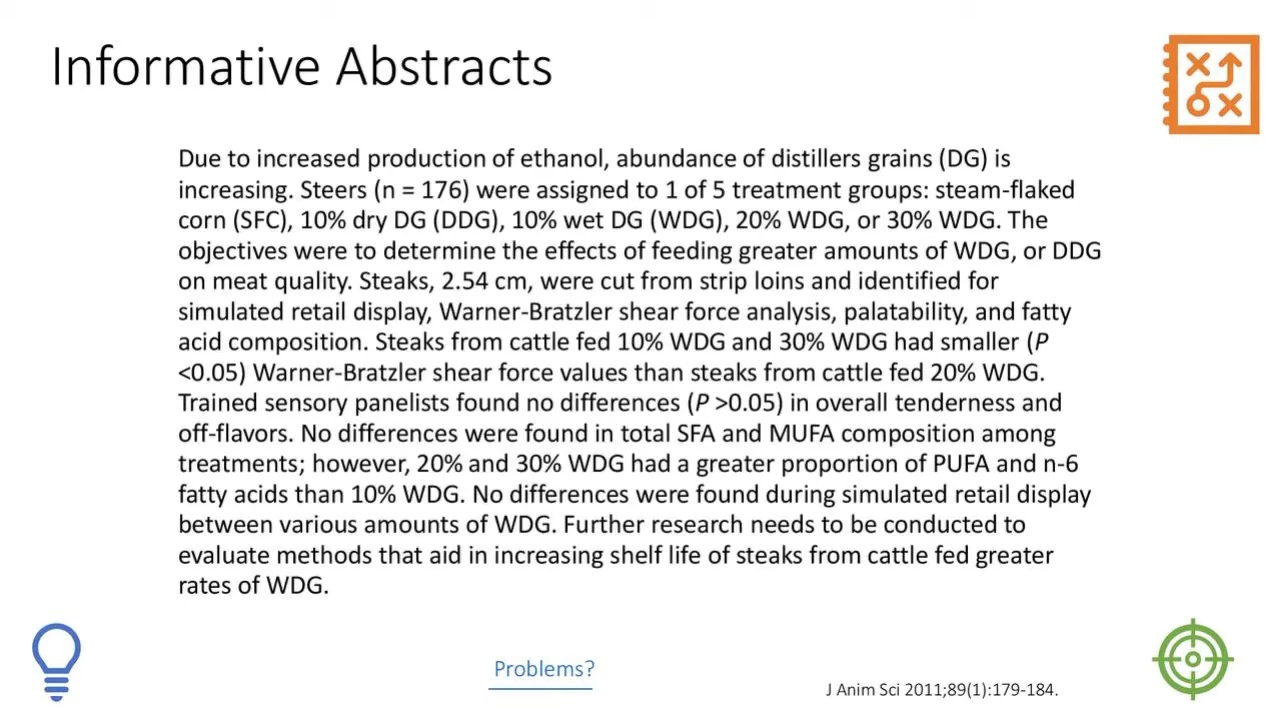 Informative Abstracts
Due to increased production of ethanol, abundance of distillers grains (DG) is
increasing. Steers (n = 176) were assigned to 1 of 5 treatment groups: steam-flaked
corn (SFC), 10% dry DG (DDG), 10% wet DG (WDG), 20% WDG, or 30% WDG. The
objectives were to determine the effects of feeding greater amounts of WDG, or DDG
on meat quality. Steaks, 2.54 cm, were cut from strip loins and identified for
simulated retail display, Warner-Bratzler shear force analysis, palatability, and fatty
acid composition. Steaks from cattle fed 10% WDG and 30% WDG had smaller (P
<0.05) Warner-Bratzler shear force values than steaks from cattle fed 20% WDG.
Trained sensory panelists found no differences (P >0.05) in overall tenderness and
off-flavors. No differences were found in total SFA and MUFA composition among
treatments; however, 20% and 30% WDG had a greater proportion of PUFA and n-6
fatty acids than 10% WDG. No differences were found during simulated retail display
between various amounts of WDG. Further research needs to be conducted to
evaluate methods that aid in increasing shelf life of steaks from cattle fed greater
rates of WDG.
Problems?
J Anim Sci 2011;89(1):179-184.